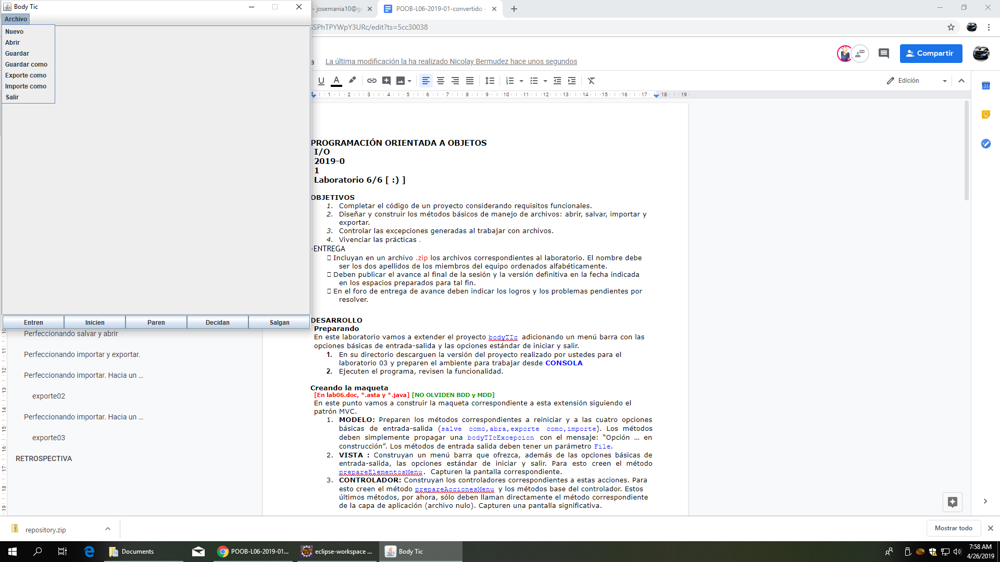 Body Tic
Archivo
Nuevo
Abrir
Guardar
Guardar como
Exporte como
Importe como
Salir
Entren
Inicien
Paren
Decidan
Salgan
- josemania10@g
POOB-L06-2019-01-convertido -
SPhTPYWpY3URc/edit?ts=5cc30038
La última modificación la ha realizado Nicolay Bermudez hace unos segundos
Compartir
Edición
1 2 3 4 5 6 7 8 9 10 11 12 13 14 15 16 17 18 19
31
PROGRAMACIÓN ORIENTADA A OBJETOS
I/O
2019-0
1
Laboratorio 6/6 [ :) ]
OBJETIVOS
1. Completar el código de un proyecto considerando requisitos funcionales.
2. Diseñar y construir los métodos básicos de manejo de archivos: abrir, salvar, importar y
exportar.
3. Controlar las excepciones generadas al trabajar con archivos.
4. Vivenciar las prácticas .
-ENTREGA
Incluyan en un archivo .zip los archivos correspondientes al laboratorio. El nombre debe
ser los dos apellidos de los miembros del equipo ordenados alfabéticamente.
Deben publicar el avance al final de la sesión y la versión definitiva en la fecha indicada
en los espacios preparados para tal fin.
En el foro de entrega de avance deben indicar los logros y los problemas pendientes por
resolver.
DESARROLLO
Preparando
En este laboratorio vamos a extender el proyecto bodyTIc adicionando un menú barra con las
opciones básicas de entrada-salida y las opciones estándar de iniciar y salir.
1. En su directorio descarguen la versión del proyecto realizado por ustedes para el
laboratorio 03 y preparen el ambiente para trabajar desde CONSOLA
2. Ejecuten el programa, revisen la funcionalidad.
Creando la maqueta
[En lab06.doc, *.asta y *.java] [NO OLVIDEN BDD y MDD]
En este punto vamos a construir la maqueta correspondiente a esta extensión siguiendo el
patrón MVC.
1. MODELO: Preparen los métodos correspondientes a reiniciar y a las cuatro opciones
básicas de entrada-salida (salve como,abra,exporte como,importe). Los métodos
deben simplemente propagar una bodyTIcExcepcion con el mensaje: “Opción … en
construcción”. Los métodos de entrada salida deben tener un parámetro File.
2. VISTA : Construyan un menú barra que ofrezca, además de las opciones básicas de
entrada-salida, las opciones estándar de iniciar y salir. Para esto creen el método
prepareElementosMenu. Capturen la pantalla correspondiente.
3. CONTROLADOR: Construyan los controladores correspondientes a estas acciones. Para
esto creen el método prepareAccionesMenu y los métodos base del controlador. Estos
últimos métodos, por ahora, sólo deben llaman directamente el método correspondiente
de la capa de aplicación (archivo nulo). Capturen una pantalla significativa.
Perfeccionando salvar y abrir
Perfeccionando importar y exportar.
Perfeccionando importar. Hacia un ...
exporte02
Perfeccionando importar. Hacia un ...
exporte03
RETROSPECTIVA
11 12 13 14 15 16 17 18 19
repository.zip
Mostrar todo
Documents
POOB-L06-2019-01...
eclipse-workspace ...
Body Tic
7:58 AM
4/26/2019